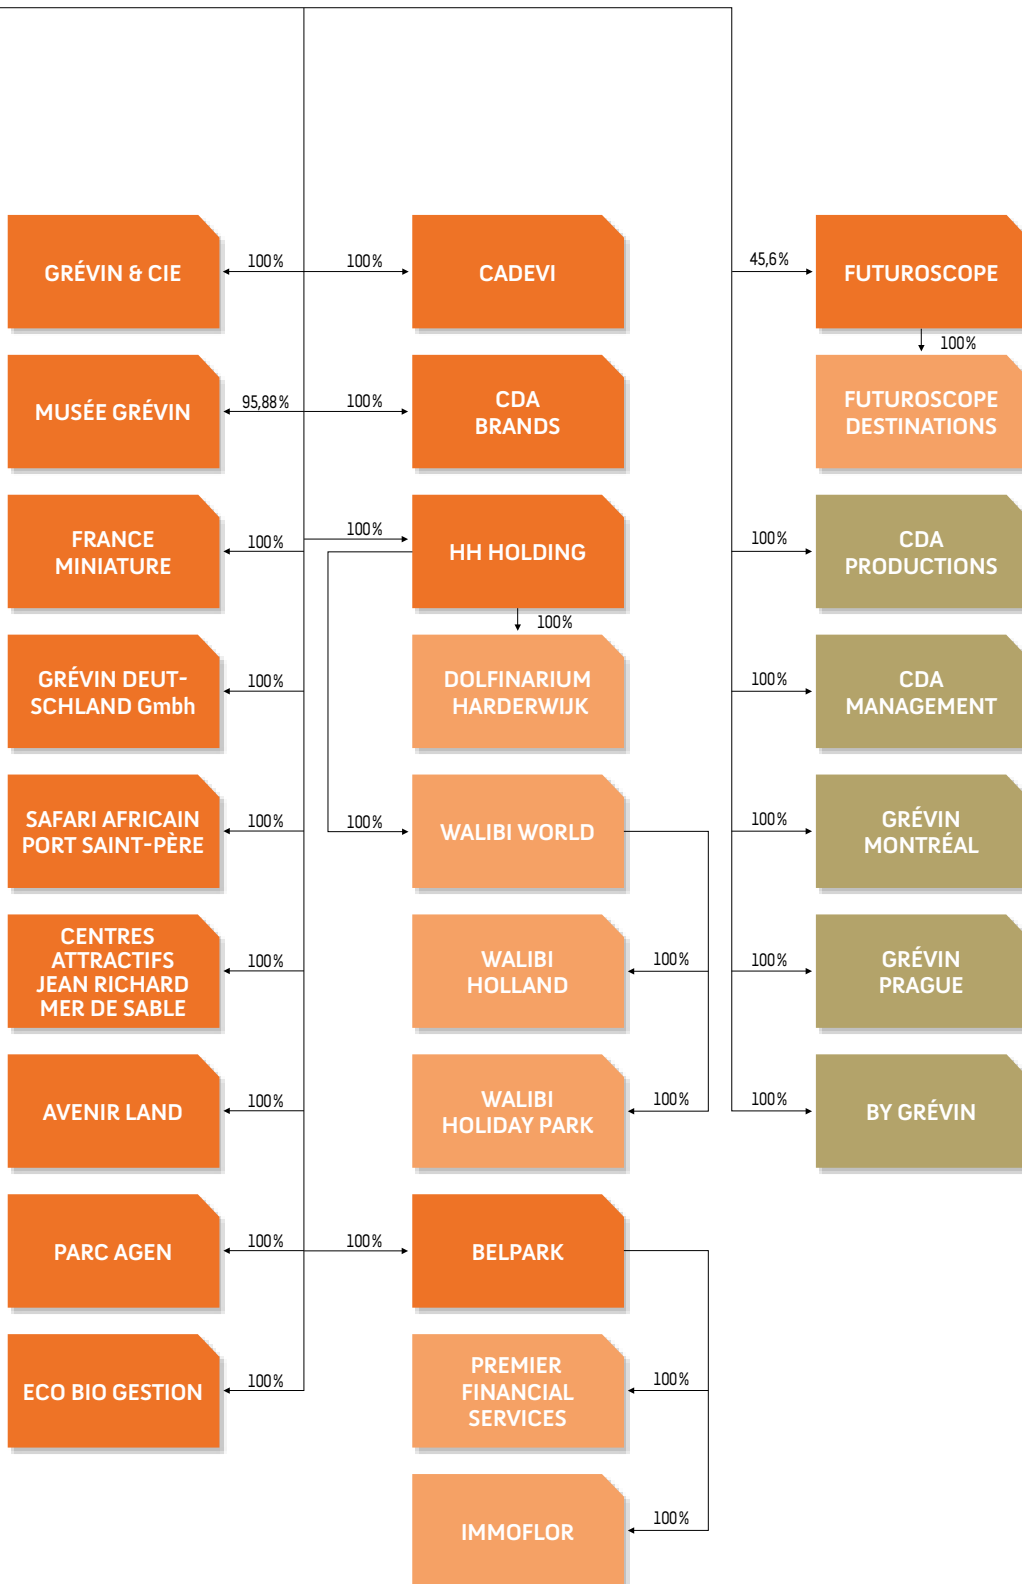 GRÉVIN & CIE
100%
100%
CADEVI
45,6%
FUTUROSCOPE
100%
MUSÉE GRÉVIN
95,88%
100%
CDA
BRANDS
FUTUROSCOPE
DESTINATIONS
FRANCE
MINIATURE
100%
100%
HH HOLDING
100%
100%
CDA
PRODUCTIONS
GRÉVIN DEUT-
SCHLAND Gmbh
100%
DOLFINARIUM
HARDERWIJK
100%
CDA
MANAGEMENT
SAFARI AFRICAIN
PORT SAINT-PÈRE
100%
100%
WALIBI WORLD
100%
GRÉVIN
MONTRÉAL
CENTRES
ATTRACTIFS
JEAN RICHARD
MER DE SABLE
100%
WALIBI
HOLLAND
100%
100%
GRÉVIN
PRAGUE
AVENIR LAND
100%
WALIBI
HOLIDAY PARK
100%
100%
BY GRÉVIN
PARC AGEN
100%
100%
BELPARK
ECO BIO GESTION
100%
PREMIER
FINANCIAL
SERVICES
100%
IMMOFLOR
100%